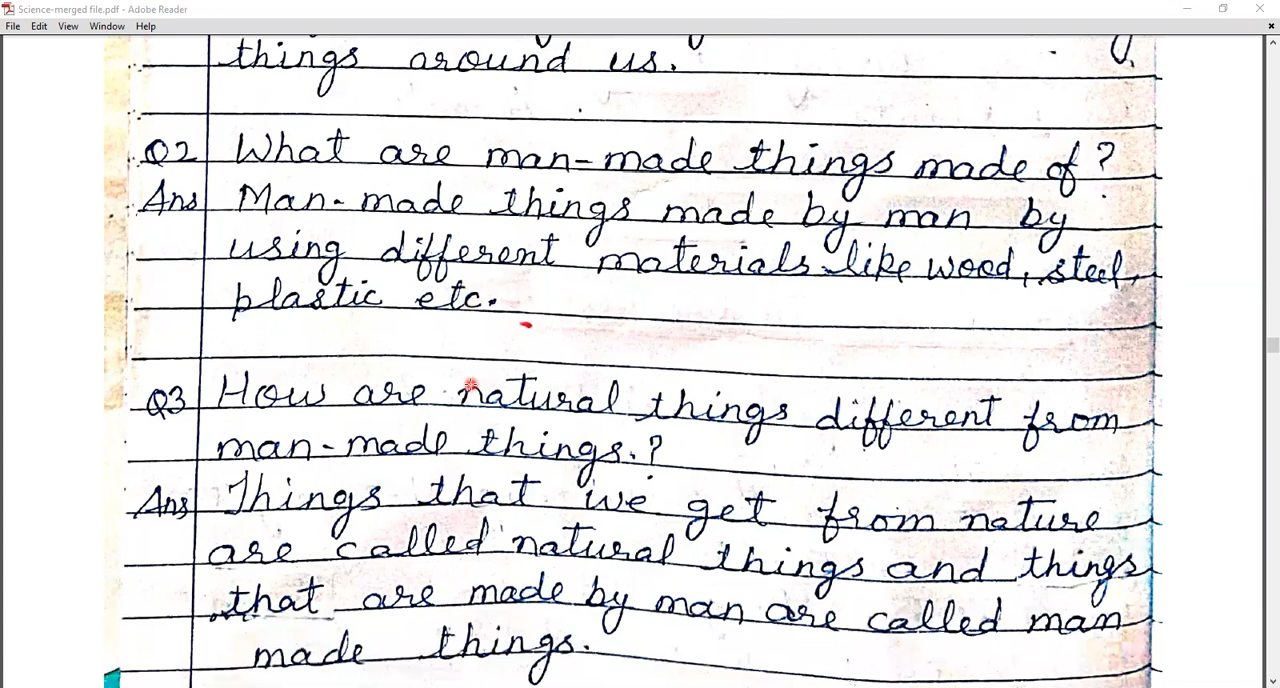 Science-merged file.pdf - Adobe Reader
File Edit View Window Help
things around us.
Q2 What are man-made things made of?
Ans Man-made things made by man by
using different materials like wood, steel,
plastic etc.
Q3 How are natural things different from
man-made things.?
Ans Things that we get from nature
are called natural things and things
that are made by man are called man
made things.